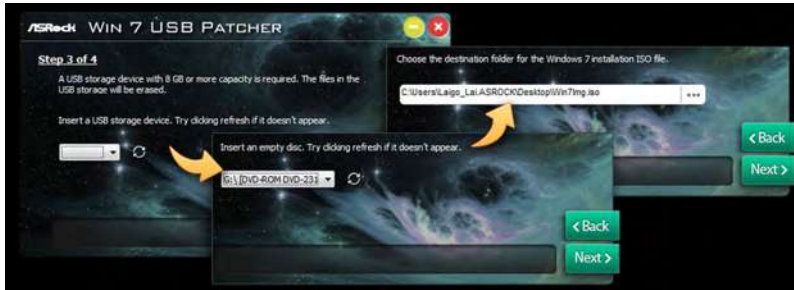 ASRock WIN 7 USB PATCHER
Step 3 of 4
A USB storage device with 8 GB or more capacity is required. The files in the
USB storage will be erased.
Insert a USB storage device. Try clicking refresh if it doesn't appear.
Insert an empty disc. Try clicking refresh if it doesn't appear.
G:\ [DVD-ROM DVD-231
< Back
Next >
Choose the destination folder for the Windows 7 installation ISO file.
C:\Users\Laigo_Lai.ASROCK\Desktop\Win7Img.iso
...
< Back
Next >